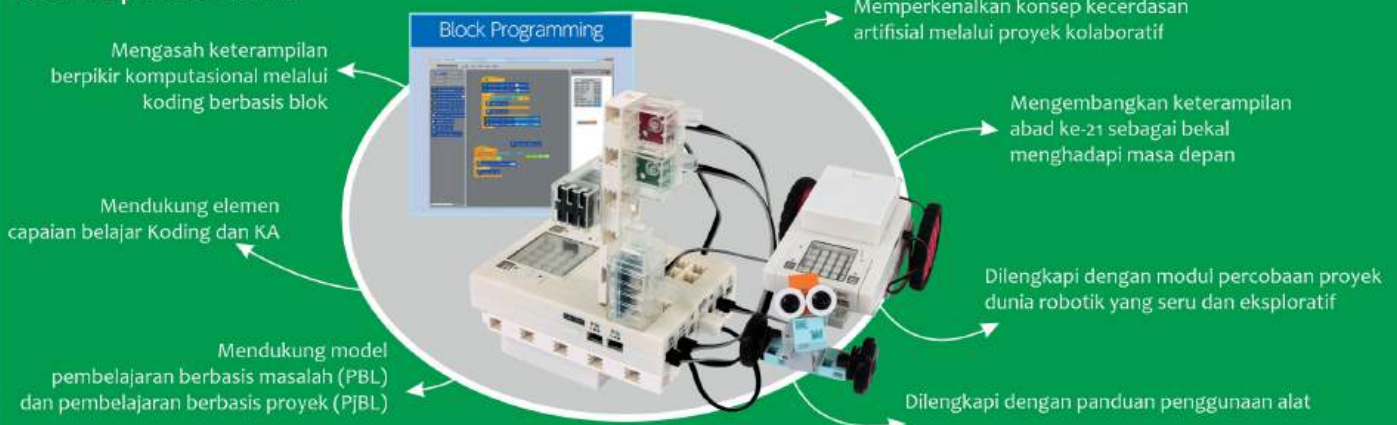 Block Programming
Mengasah keterampilan
berpikir komputasional melalui
koding berbasis blok
Mendukung elemen
capaian belajar Koding dan KA
Mendukung model
pembelajaran berbasis masalah (PBL)
dan pembelajaran berbasis proyek (PjBL)
Memperkenalkan konsep kecerdasan
artifisial melalui proyek kolaboratif
Mengembangkan keterampilan
abad ke-21 sebagai bekal
menghadapi masa depan
Dilengkapi dengan modul percobaan proyek
dunia robotik yang seru dan eksploratif
Dilengkapi dengan panduan penggunaan alat